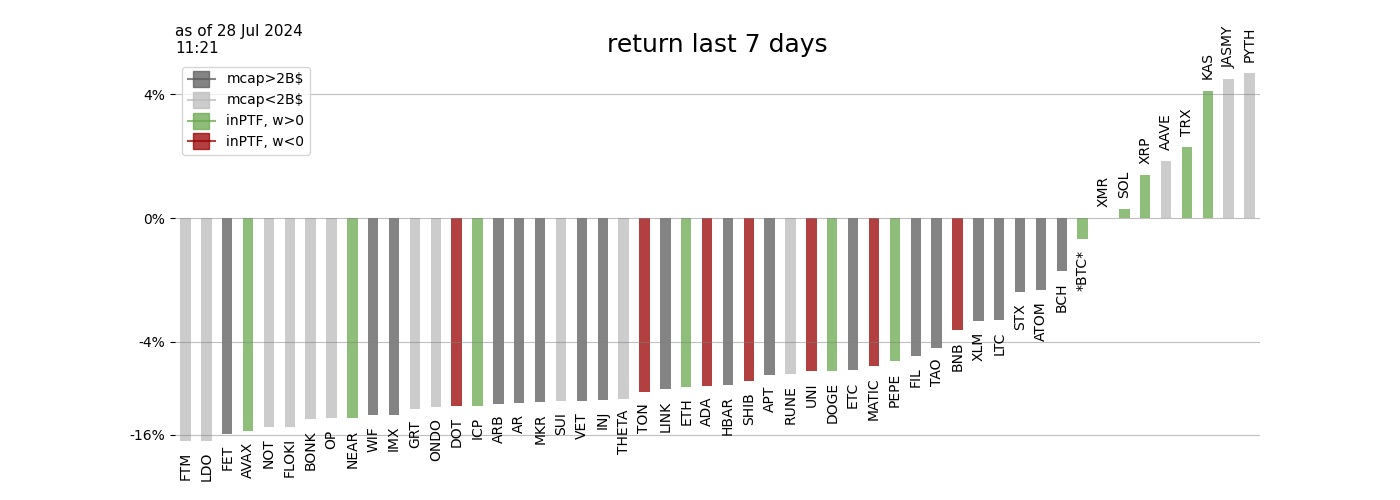 as of 28 Jul 2024
11:21
return last 7 days
mcap>2B$
mcap<2B$
inPTF, w>0
inPTF, w<0
4%
0%
-4%
-16%
FTM
LDO
FET
AVAX
NOT
FLOKI
BONK
OP
NEAR
WIF
IMX
GRT
ONDO
DOT
ICP
ARB
AR
MKR
SUI
VET
INJ
THETA
TON
LINK
ETH
ADA
HBAR
SHIB
APT
RUNE
UNI
DOGE
ETC
MATIC
PEPE
FIL
TAO
BNB
XLM
LTC
STX
ATOM
BCH
*BTC*
XMR
SOL
XRP
AAVE
TRX
KAS
JASMY
PYTH